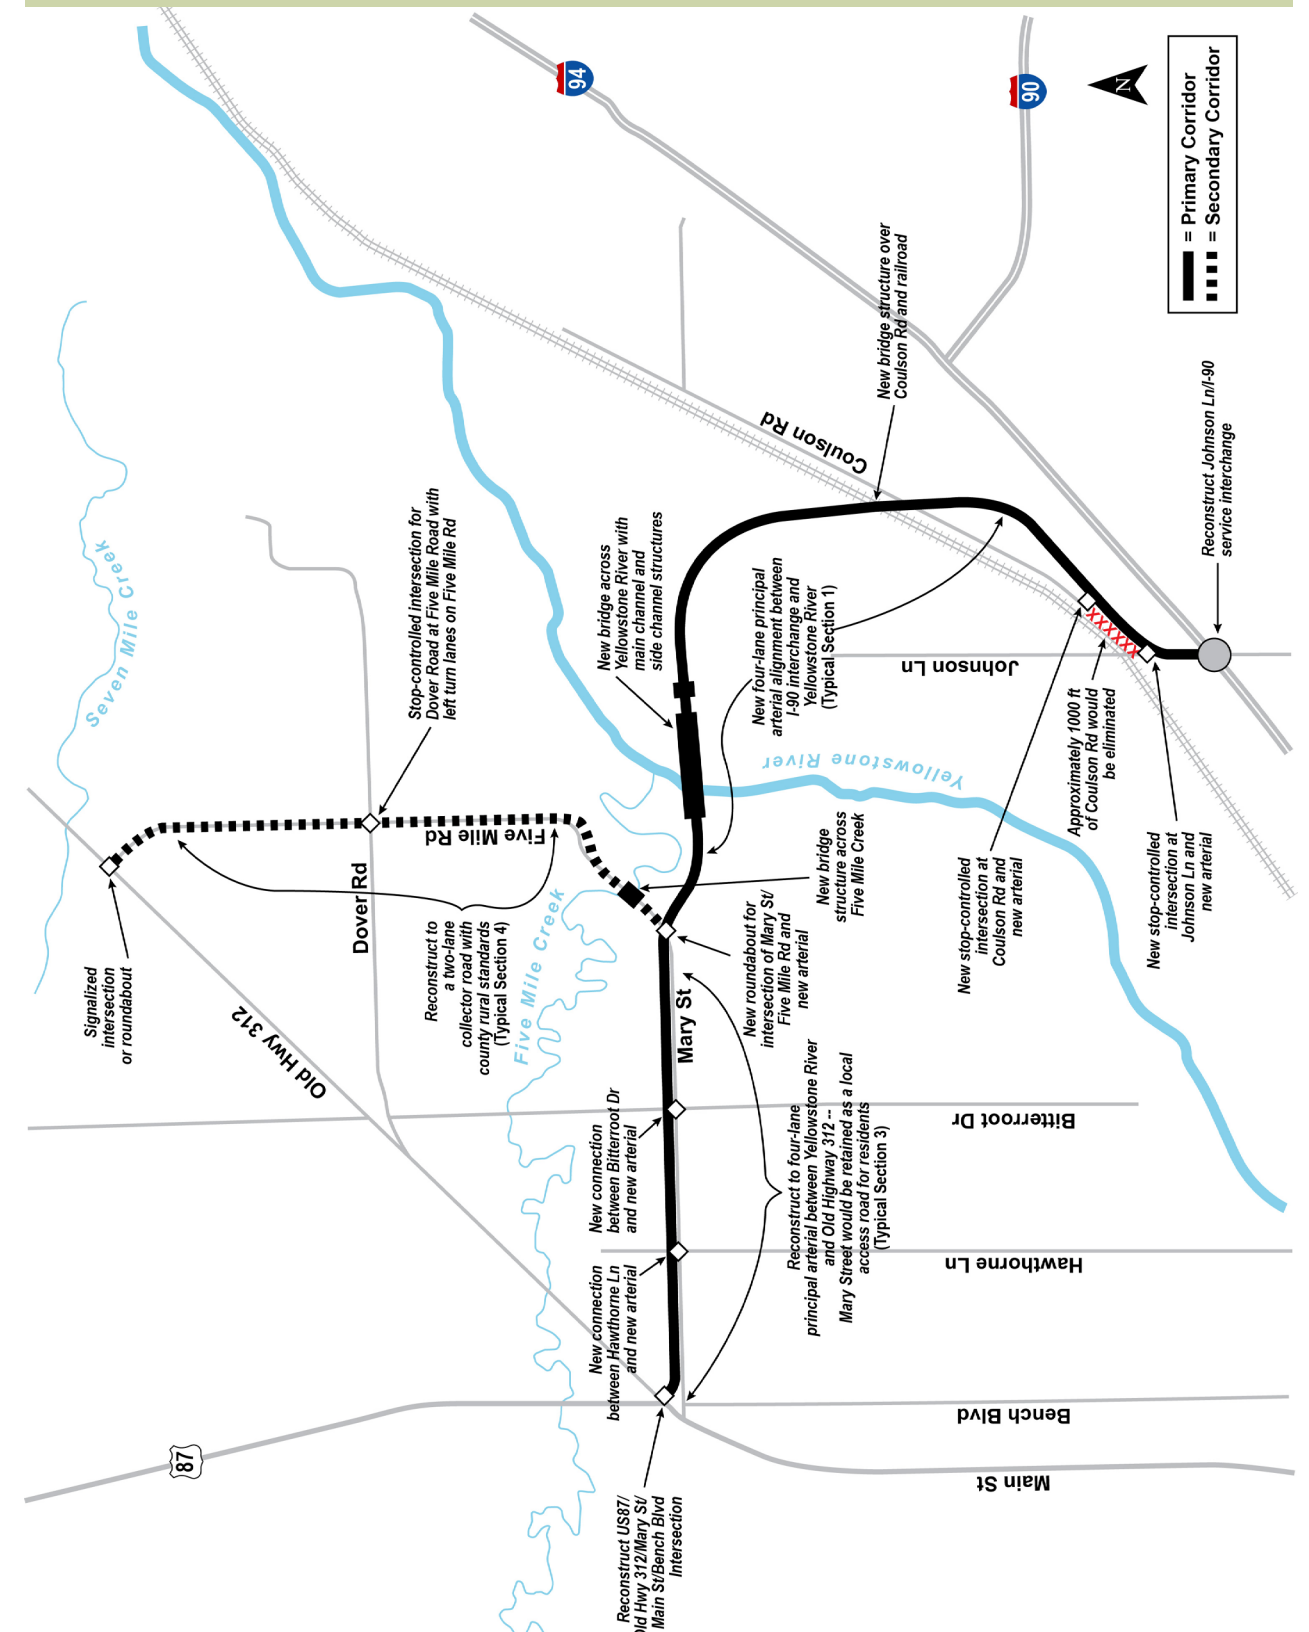 94
90
N
= Primary Corridor
= Secondary Corridor
New bridge structure over
Coulson Rd and railroad
Coulson Rd
Reconstruct Johnson Ln/I-90
service interchange
Seven Mile Creek
Stop-controlled intersection for
Dover Road at Five Mile Road with
left turn lanes on Five Mile Rd
New bridge across
Yellowstone River with
main channel and
side channel structures
New four-lane principal
arterial alignment between
I-90 interchange and
Yellowstone River
(Typical Section 1)
Johnson Ln
XXXXXX
Approximately 1000 ft
of Coulson Rd would
be eliminated
Yellowstone River
Five Mile Rd
Dover Rd
New bridge
structure across
Five Mile Creek
New stop-controlled
intersection at
Coulson Rd and
new arterial
New stop-controlled
intersection at
Johnson Ln and
new arterial
Signalized
intersection
or roundabout
Reconstruct to
a two-lane
collector road with
county rural standards
(Typical Section 4)
Five Mile Creek
New roundabout for
intersection of Mary St/
Five Mile Rd and
new arterial
Mary St
Old Hwy 312
New connection
between Bitterroot Dr
and new arterial
Bitterroot Dr
Reconstruct to four-lane
principal arterial between Yellowstone River
and Old Highway 312 --
Mary Street would be retained as a local
access road for residents
(Typical Section 3)
New connection
between Hawthorne Ln
and new arterial
Hawthorne Ln
Bench Blvd
87
Main St
Reconstruct US87/
Old Hwy 312/Mary St/
Main St/Bench Blvd
Intersection